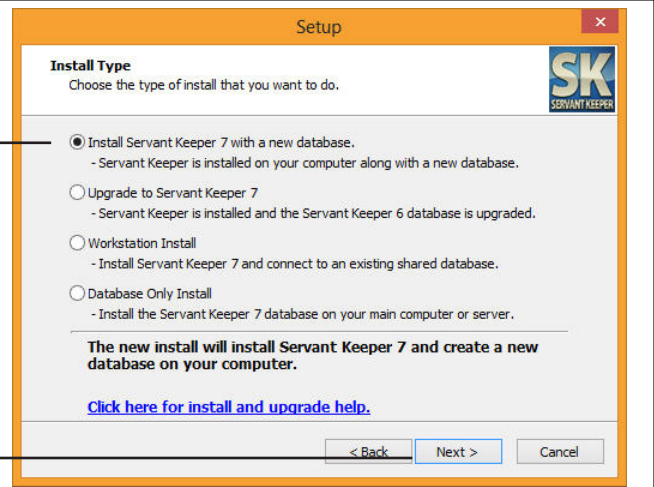 Setup
Install Type
Choose the type of install that you want to do.
SK
SERVANT KEEPER
Install Servant Keeper 7 with a new database.
- Servant Keeper is installed on your computer along with a new database.
Upgrade to Servant Keeper 7
- Servant Keeper is installed and the Servant Keeper 6 database is upgraded.
Workstation Install
- Install Servant Keeper 7 and connect to an existing shared database.
Database Only Install
- Install the Servant Keeper 7 database on your main computer or server.
The new install will install Servant Keeper 7 and create a new
database on your computer.
Click here for install and upgrade help.
< Back Next > Cancel